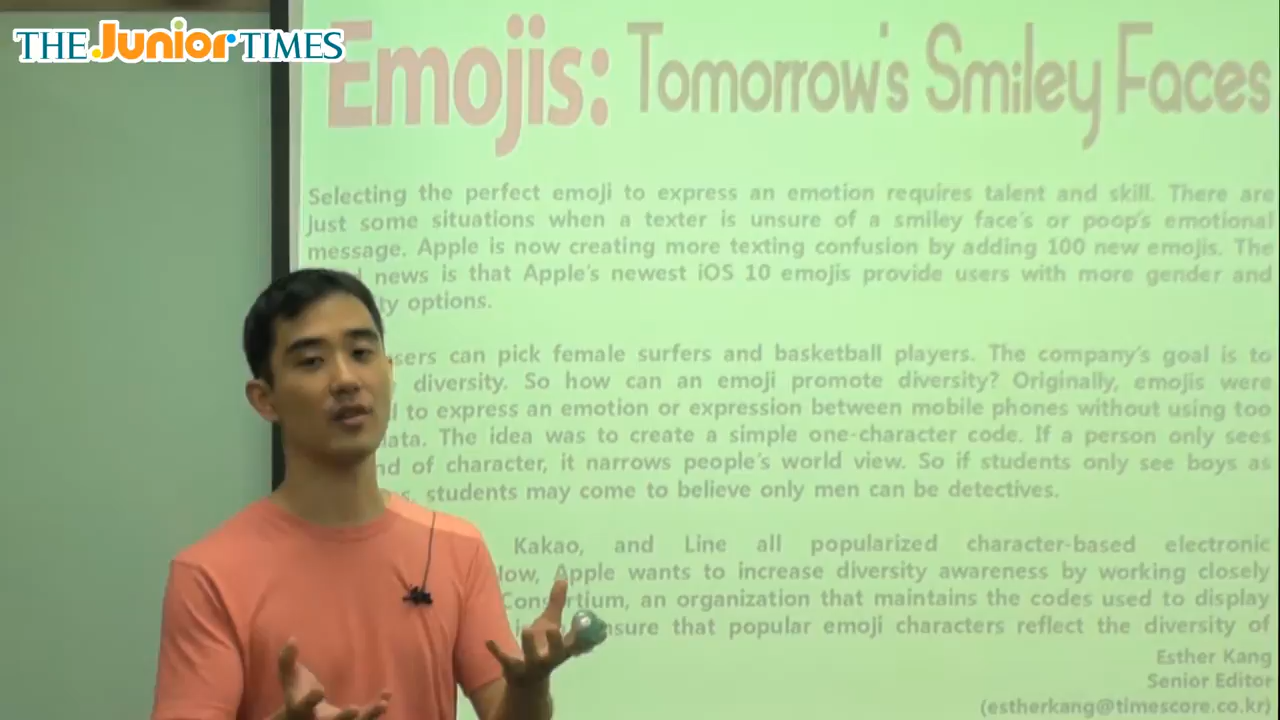 THE Junior TIMES
Emojis: Tomorrow's Smiley Faces
Selecting the perfect emoji to express an emotion requires talent and skill. There are
just some situations when a texter is unsure of a smiley face's or poop's emotional
message. Apple is now creating more texting confusion by adding 100 new emojis. The
news is that Apple's newest iOS 10 emojis provide users with more gender and
options.
can pick female surfers and basketball players. The company's goal is to
diversity. So how can an emoji promote diversity? Originally, emojis were
to express an emotion or expression between mobile phones without using too
The idea was to create a simple one-character code. If a person only sees
of character, it narrows people's world view. So if students only see boys as
students may come to believe only men can be detectives.
Kakao, and Line all popularized character-based electronic
Apple wants to increase diversity awareness by working closely
an organization that maintains the codes used to display
that popular emoji characters reflect the diversity of
Esther Kang
Senior Editor
(estherkang@timescore.co.kr)